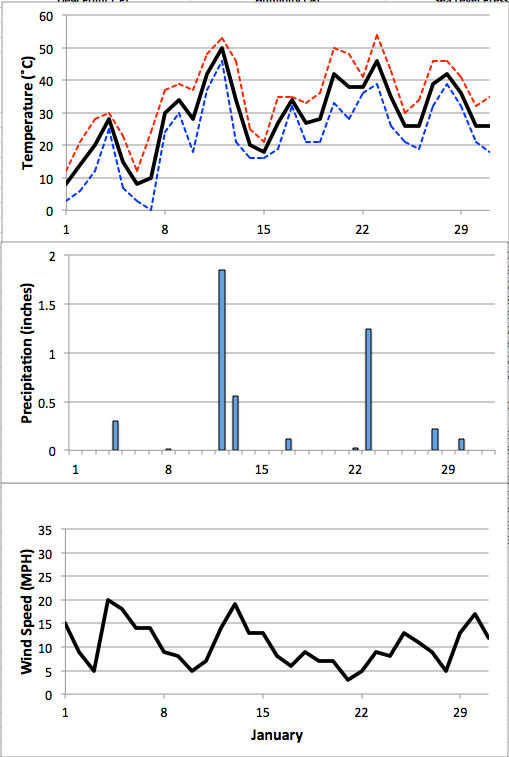 Temperature (°C)
60
50
40
30
20
10
0
1 8 15 22 29
Precipitation (inches)
2
1.5
1
0.5
0
1 8 15 22 29
Wind Speed (MPH)
35
30
25
20
15
10
5
0
1 8 15 22 29
January